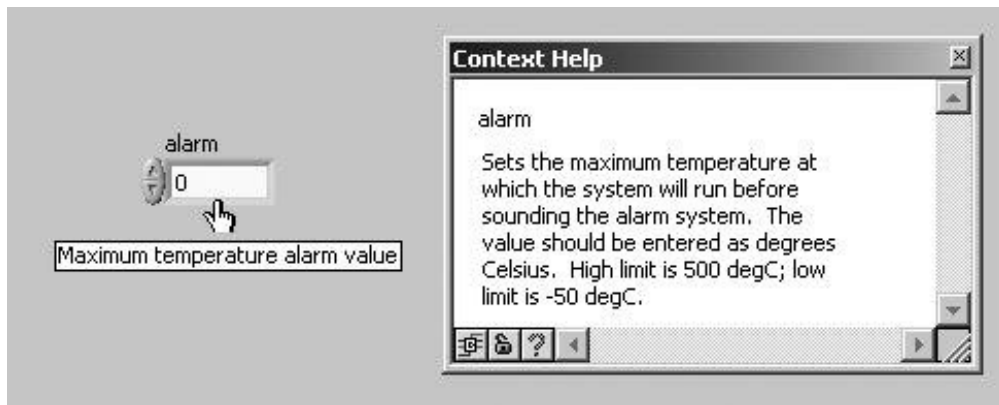 alarm
0
Maximum temperature alarm value
Context Help
alarm
Sets the maximum temperature at
which the system will run before
sounding the alarm system.  The
value should be entered as degrees
Celsius.  High limit is 500 degC; low
limit is -50 degC.
?